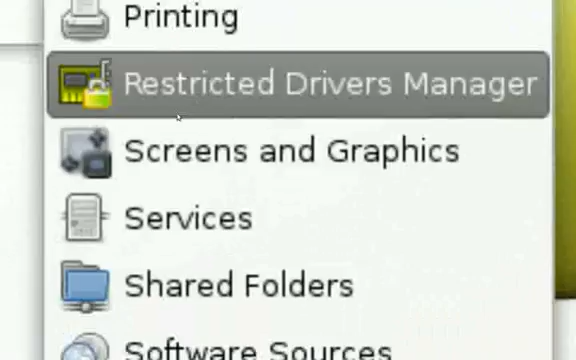 Printing
Restricted Drivers Manager
Screens and Graphics
Services
Shared Folders
Software Sources